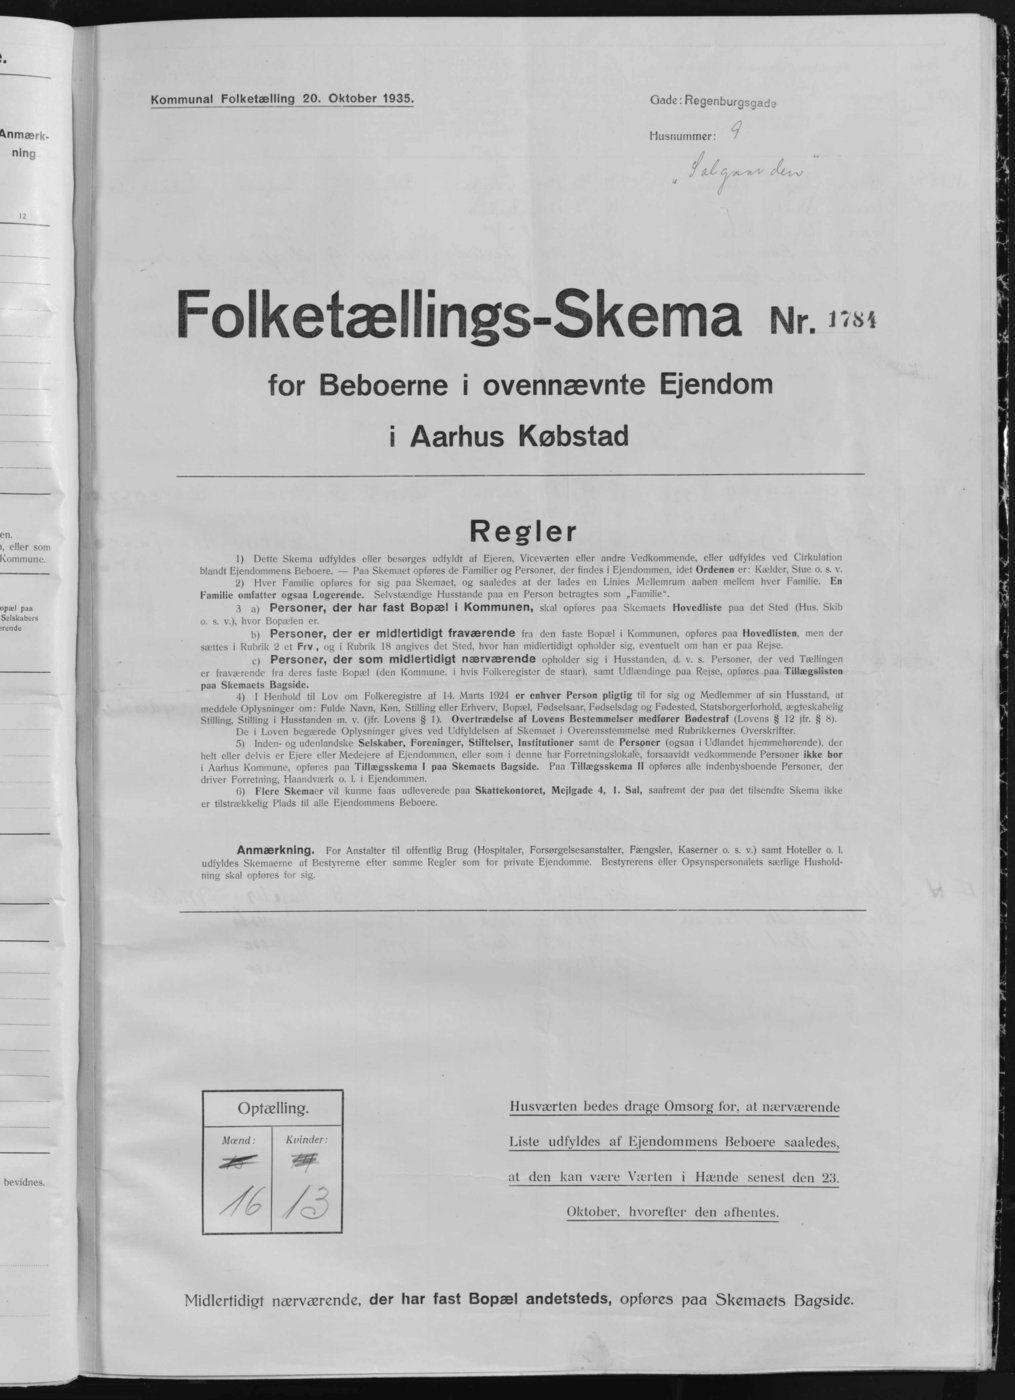 e.
Anmærk-
ning
12
en.
, eller som
Kommune.
opæl paa
Selskabers
erende
bevidnes.
Kommunal Folketælling 20. Oktober 1935.
Gade: Regenburgsgade
Husnummer: 9
„Solgaarden"
Folketællings-Skema Nr. 1784
for Beboerne i ovennævnte Ejendom
i Aarhus Købstad
Regler
1) Dette Skema udfyldes eller besørges udfyldt af Ejeren, Viceværten eller andre Vedkommende, eller udfyldes ved Cirkulation
blandt Ejendommens Beboere. — Paa Skemaet opføres de Familier og Personer, der findes i Ejendommen, idet Ordenen er: Kælder, Stue o. s. v.
2) Hver Familie opføres for sig paa Skemaet, og saaledes at der lades en Linies Mellemrum aaben mellem hver Familie. En
Familie omfatter ogsaa Logerende. Selvstændige Husstande paa en Person betragtes som „Familie".
3 a) Personer, der har fast Bopæl i Kommunen, skal opføres paa Skemaets Hovedliste paa det Sted (Hus, Skib
o. s. v.), hvor Bopælen er.
b) Personer, der er midlertidigt fraværende fra den faste Bopæl i Kommunen, opføres paa Hovedlisten, men der
sættes i Rubrik 2 et Frv., og i Rubrik 18 angives det Sted, hvor han midlertidigt opholder sig, eventuelt om han er paa Rejse.
c) Personer, der som midlertidigt nærværende opholder sig i Husstanden, d. v. s. Personer, der ved Tællingen
er fraværende fra deres faste Bopæl (den Kommune, i hvis Folkeregister de staar), samt Udlændinge paa Rejse, opføres paa Tillægslisten
paa Skemaets Bagside.
4) I Henhold til Lov om Folkeregistre af 14. Marts 1924 er enhver Person pligtig til for sig og Medlemmer af sin Husstand, at
meddele Oplysninger om: Fulde Navn, Køn, Stilling eller Erhverv, Bopæl, Fødselsaar, Fødselsdag og Fødested, Statsborgerforhold, ægteskabelig
Stilling, Stilling i Husstanden m. v. (jfr. Lovens § 1). Overtrædelse af Lovens Bestemmelser medfører Bødestraf (Lovens § 12 jfr. § 8).
De i Loven begærede Oplysninger gives ved Udfyldelsen af Skemaet i Overensstemmelse med Rubrikkernes Overskrifter.
5) Inden- og udenlandske Selskaber, Foreninger, Stiftelser, Institutioner samt de Personer (ogsaa i Udlandet hjemmehørende), der
helt eller delvis er Ejere eller Medejere af Ejendommen, eller som i denne har Forretningslokale, forsaavidt vedkommende Personer ikke bor
i Aarhus Kommune, opføres paa Tillægsskema I paa Skemaets Bagside. Paa Tillægsskema II opføres alle indenbysboende Personer, der
driver Forretning, Haandværk o. l. i Ejendommen.
6) Flere Skemaer vil kunne faas udleverede paa Skattekontoret, Mejlgade 4, 1. Sal, saafremt der paa det tilsendte Skema ikke
er tilstrækkelig Plads til alle Ejendommens Beboere.
Anmærkning. For Anstalter til offentlig Brug (Hospitaler, Forsørgelsesanstalter, Fængsler, Kaserner o. s. v.) samt Hoteller o. l.
udfyldes Skemaerne af Bestyrerne efter samme Regler som for private Ejendomme. Bestyrerens eller Opsynspersonalets særlige Hushold-
ning skal opføres for sig.
Optælling.
Mænd: Kvinder:
16 13
Husværten bedes drage Omsorg for, at nærværende
Liste udfyldes af Ejendommens Beboere saaledes,
at den kan være Værten i Hænde senest den 23.
Oktober, hvorefter den afhentes.
Midlertidigt nærværende, der har fast Bopæl andetsteds, opføres paa Skemaets Bagside.